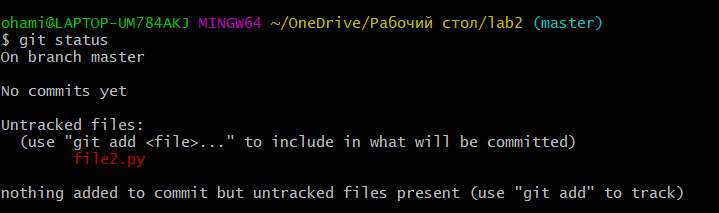 ohami@LAPTOP-UM784AKJ MINGW64 ~/OneDrive/Рабочий стол/lab2 (master)
$ git status
On branch master
No commits yet
Untracked files:
(use "git add <file>..." to include in what will be committed)
file2.py
nothing added to commit but untracked files present (use "git add" to track)